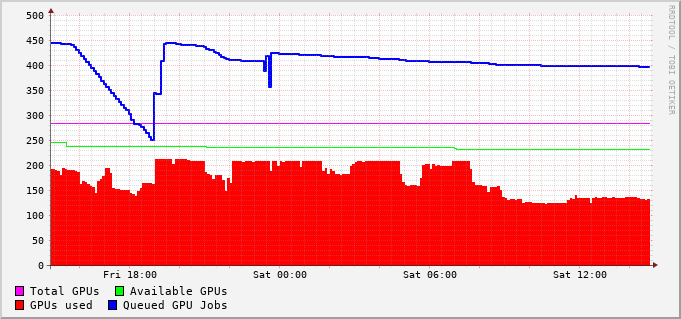 500
450
400
350
300
250
200
150
100
50
0
Fri 18:00 Sat 00:00 Sat 06:00 Sat 12:00
Total GPUs Available GPUs
GPUs used Queued GPU Jobs
RRDTOOL / TOBI OETIKER